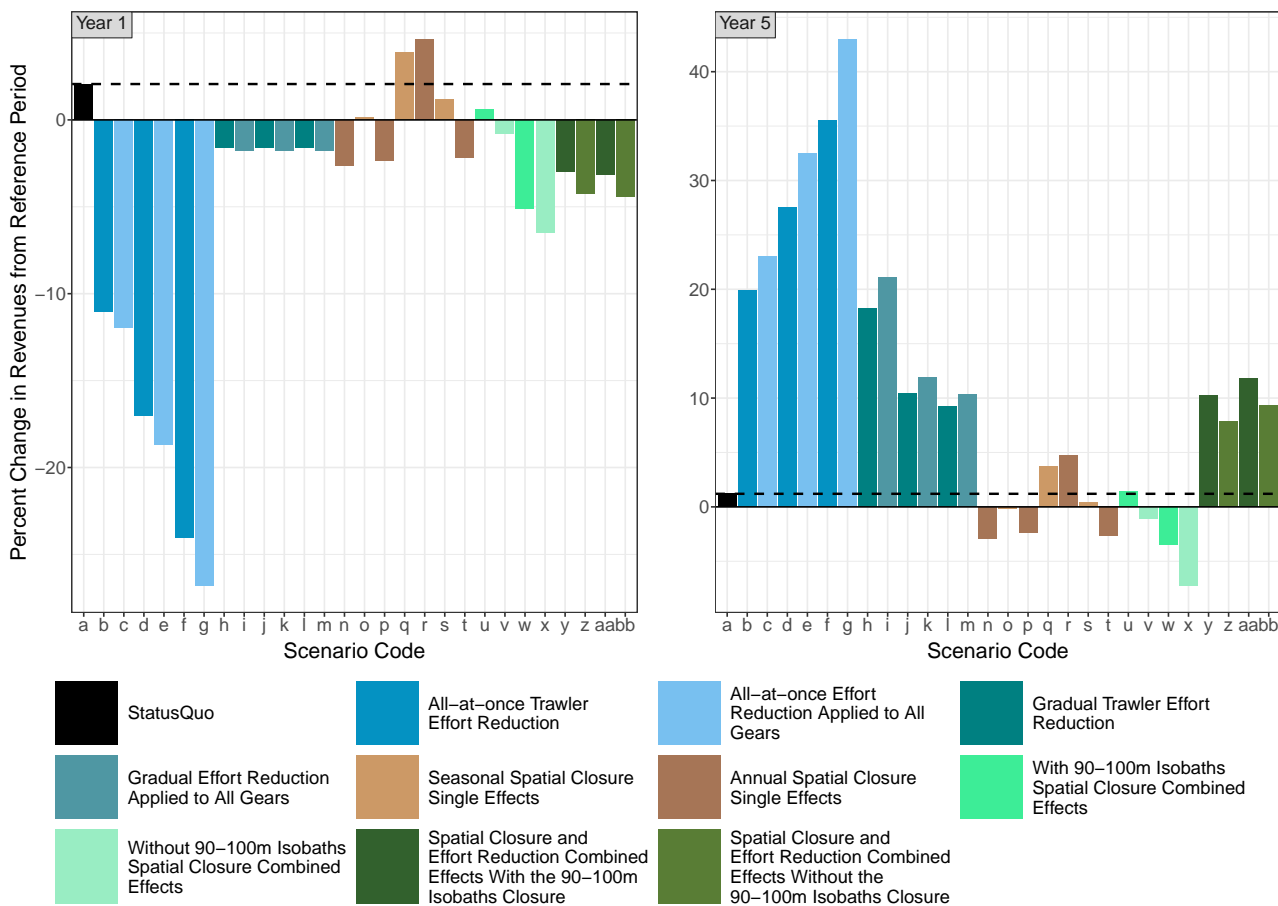 Year 1
Year 5
Percent Change in Revenues from Reference Period
0
−10
−20
40
30
20
10
0
a b c d e f g h i j k l m n o p q r s t u v w x y z aabb
a b c d e f g h i j k l m n o p q r s t u v w x y z aabb
Scenario Code
Scenario Code
StatusQuo
All−at−once Trawler
Effort Reduction
All−at−once Effort
Reduction Applied to All
Gears
Gradual Trawler Effort
Reduction
Gradual Effort Reduction
Applied to All Gears
Seasonal Spatial Closure
Single Effects
Annual Spatial Closure
Single Effects
With 90−100m Isobaths
Spatial Closure Combined
Effects
Without 90−100m Isobaths
Spatial Closure Combined
Effects
Spatial Closure and
Effort Reduction Combined
Effects With the 90−100m
Isobaths Closure
Spatial Closure and
Effort Reduction Combined
Effects Without the
90−100m Isobaths Closure